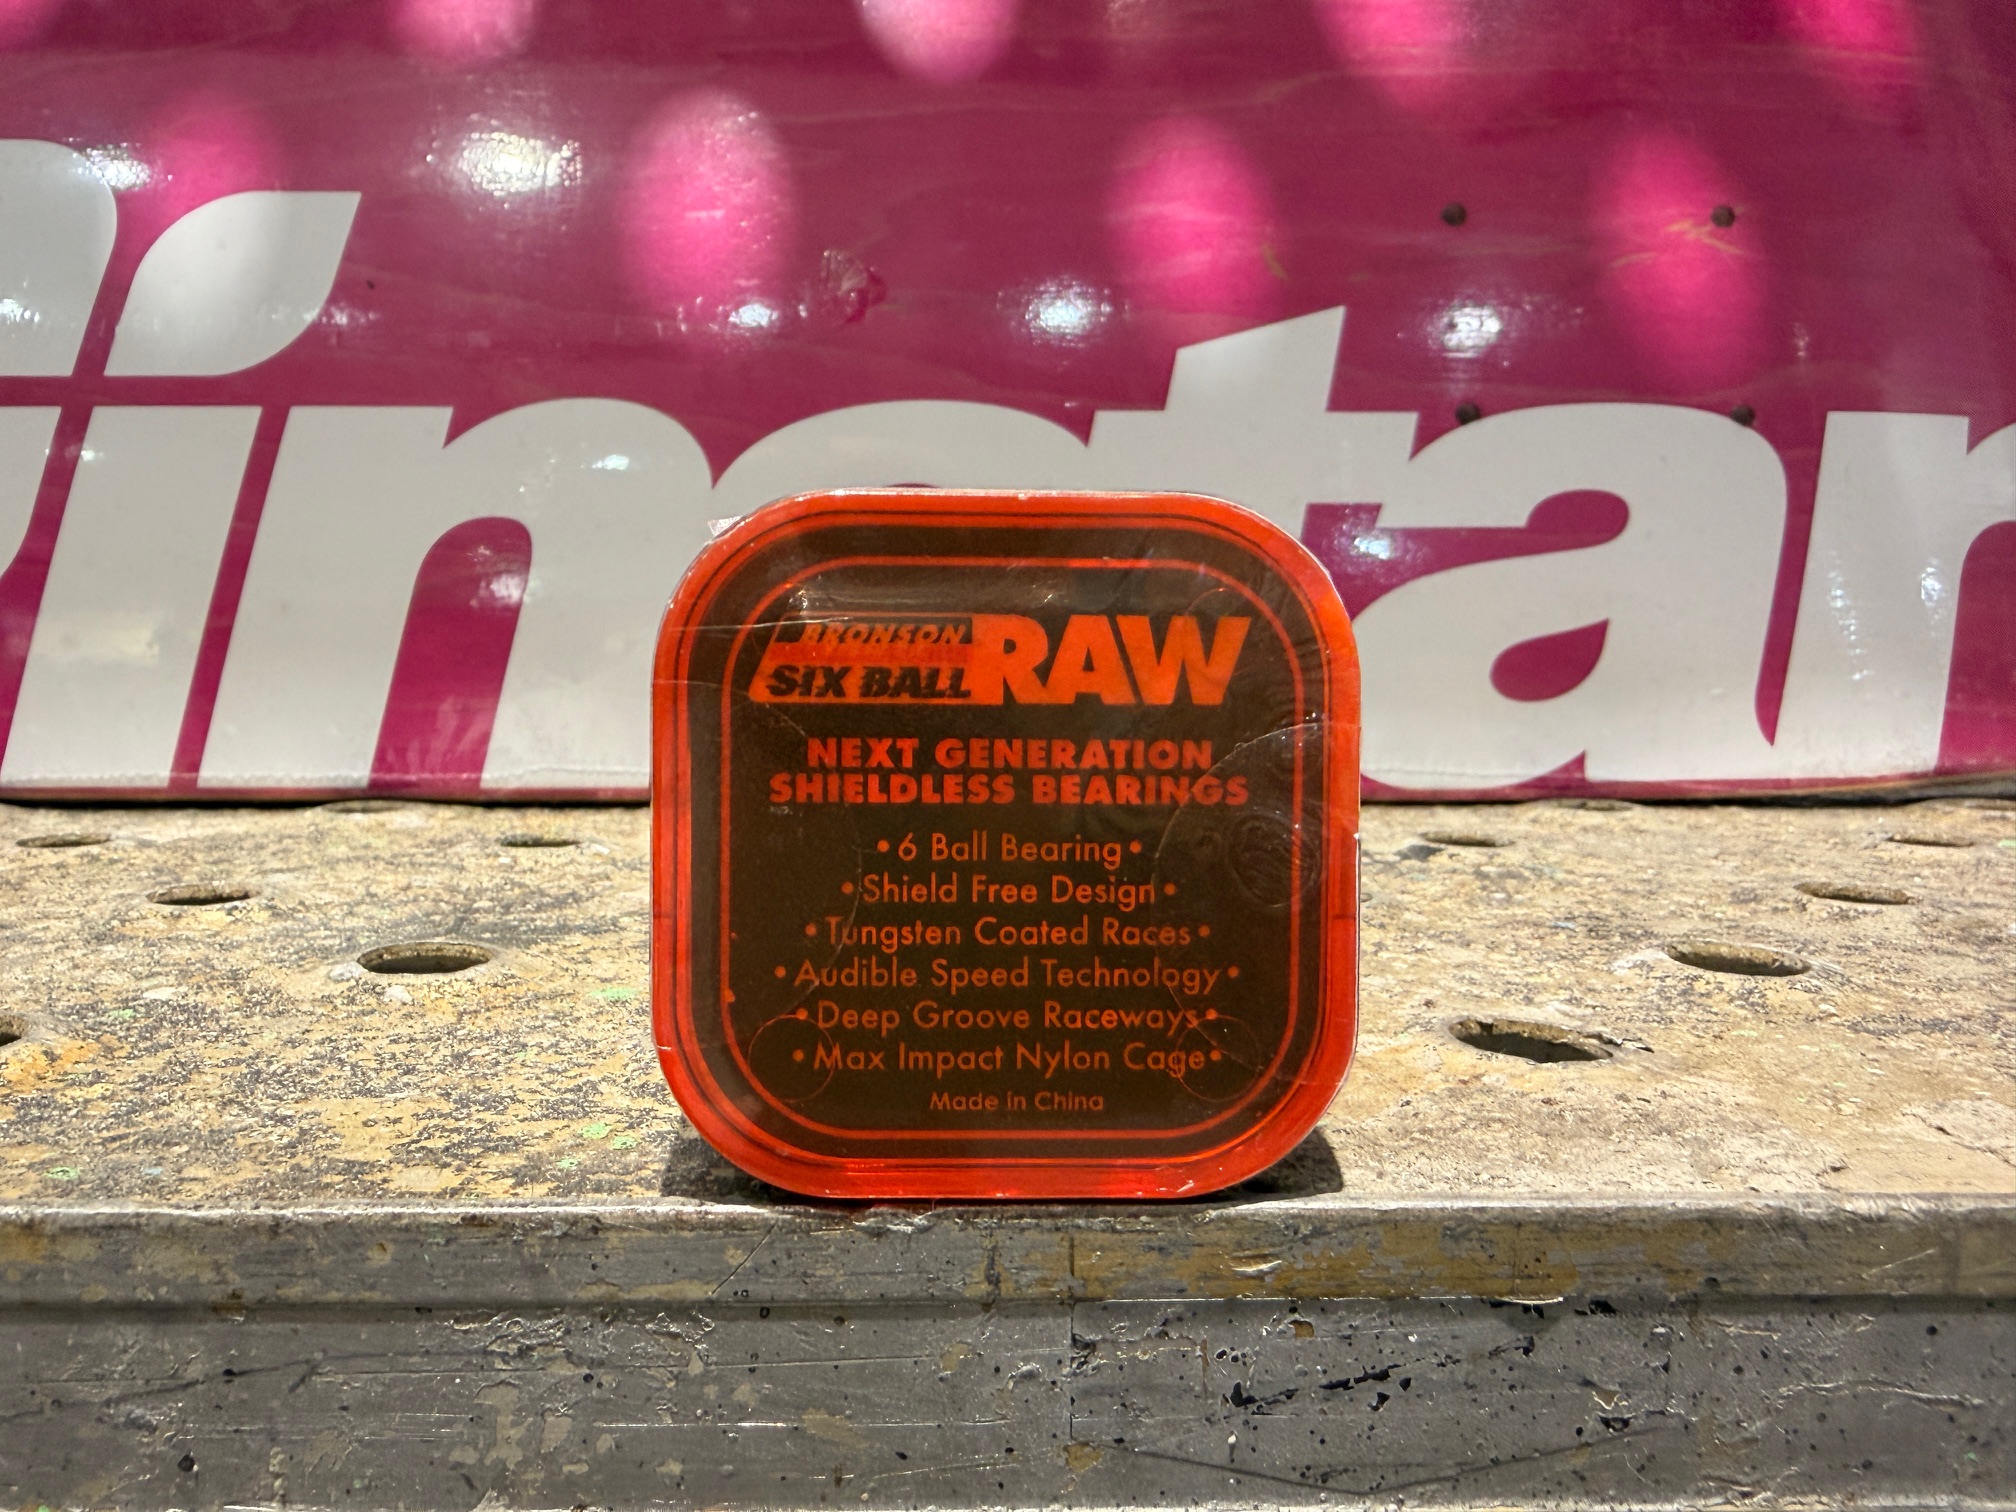 BRONSON
SIX BALL RAW
NEXT GENERATION
SHIELDLESS BEARINGS
• 6 Ball Bearing •
• Shield Free Design •
• Tungsten Coated Races •
• Audible Speed Technology •
• Deep Groove Raceways •
• Max Impact Nylon Cage •
Made in China